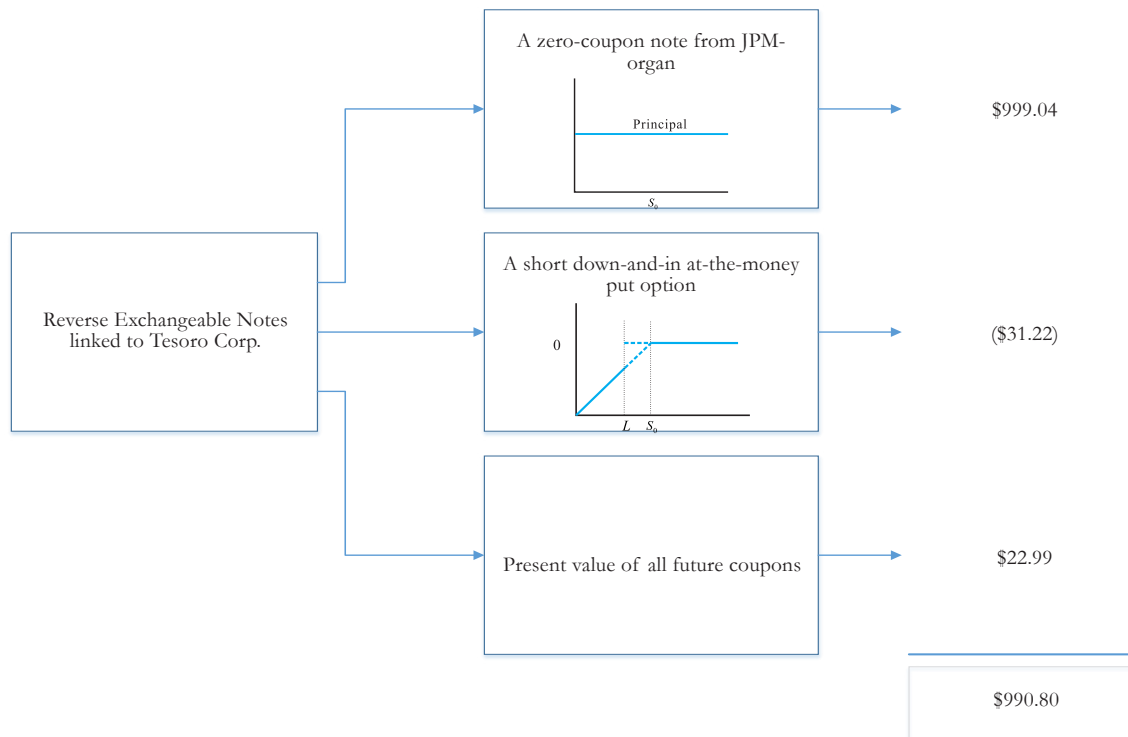 A zero-coupon note from JPM-
organ
Principal
S₀
$999.04
Reverse Exchangeable Notes
linked to Tesoro Corp.
A short down-and-in at-the-money
put option
0
L S₀
($31.22)
Present value of all future coupons
$22.99
$990.80